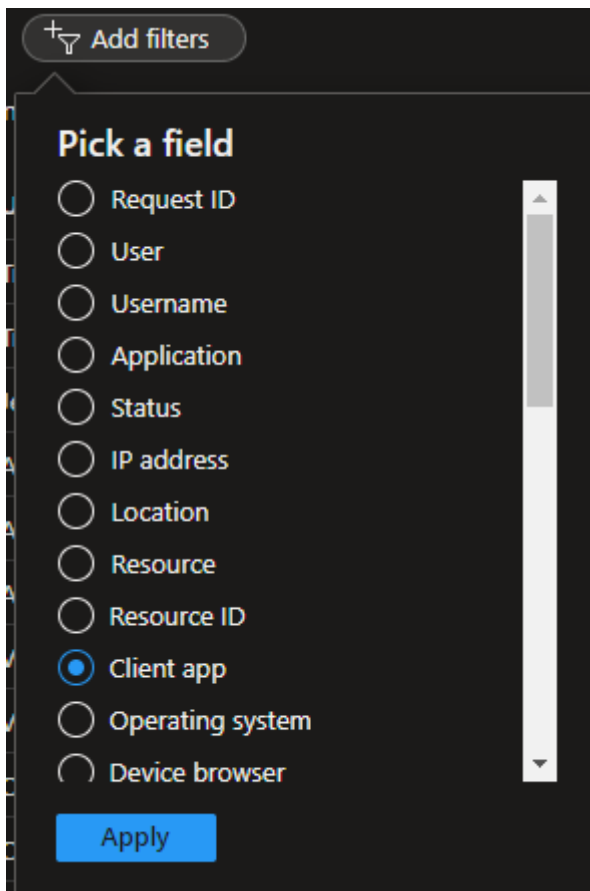 Add filters
Pick a field
Request ID
User
Username
Application
Status
IP address
Location
Resource
Resource ID
Client app
Operating system
Device browser
Apply